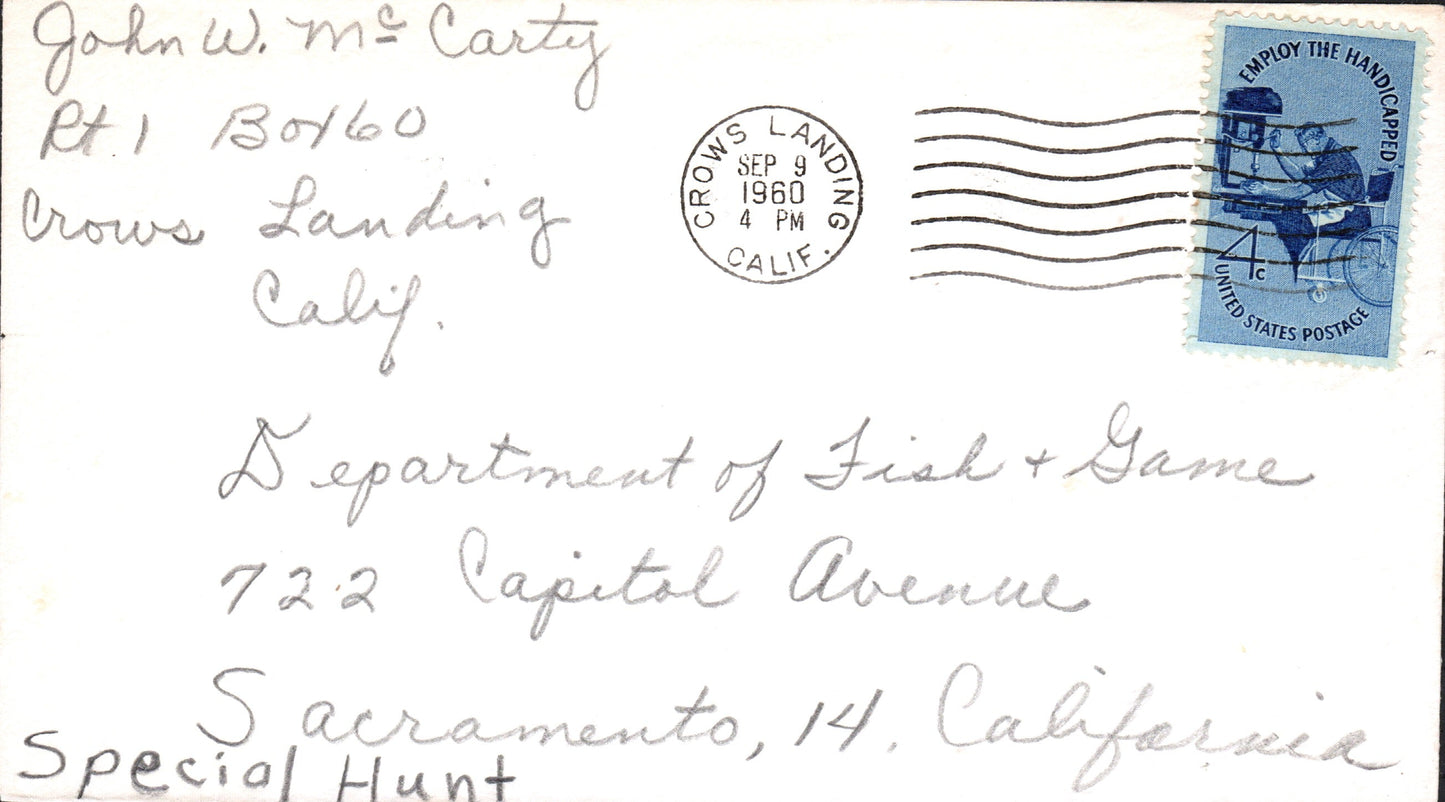 John W. McCarty
Rt. 1 Box 160
Crows Landing
Calif.
CROWS LANDING
SEP 9
1960
4 PM
CALIF.
EMPLOY THE HANDICAPPED
4c
UNITED STATES POSTAGE
Department of Fish + Game
722 Capitol Avenue
Sacramento, 14, California
Special Hunt